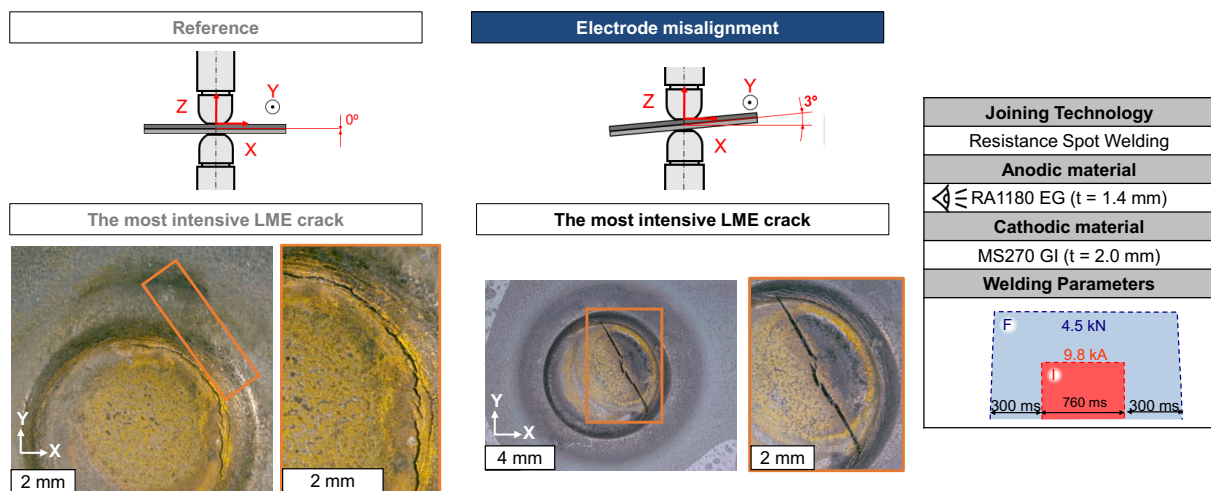 Reference
Electrode misalignment
Z
Y
0º
X
Z
Y
3º
X
The most intensive LME crack
The most intensive LME crack
Y
X
2 mm
2 mm
4 mm
2 mm
Joining Technology
Resistance Spot Welding
Anodic material
RA1180 EG (t = 1.4 mm)
Cathodic material
MS270 GI (t = 2.0 mm)
Welding Parameters
F
4.5 kN
9.8 kA
I
300 ms
760 ms
300 ms
Y
X